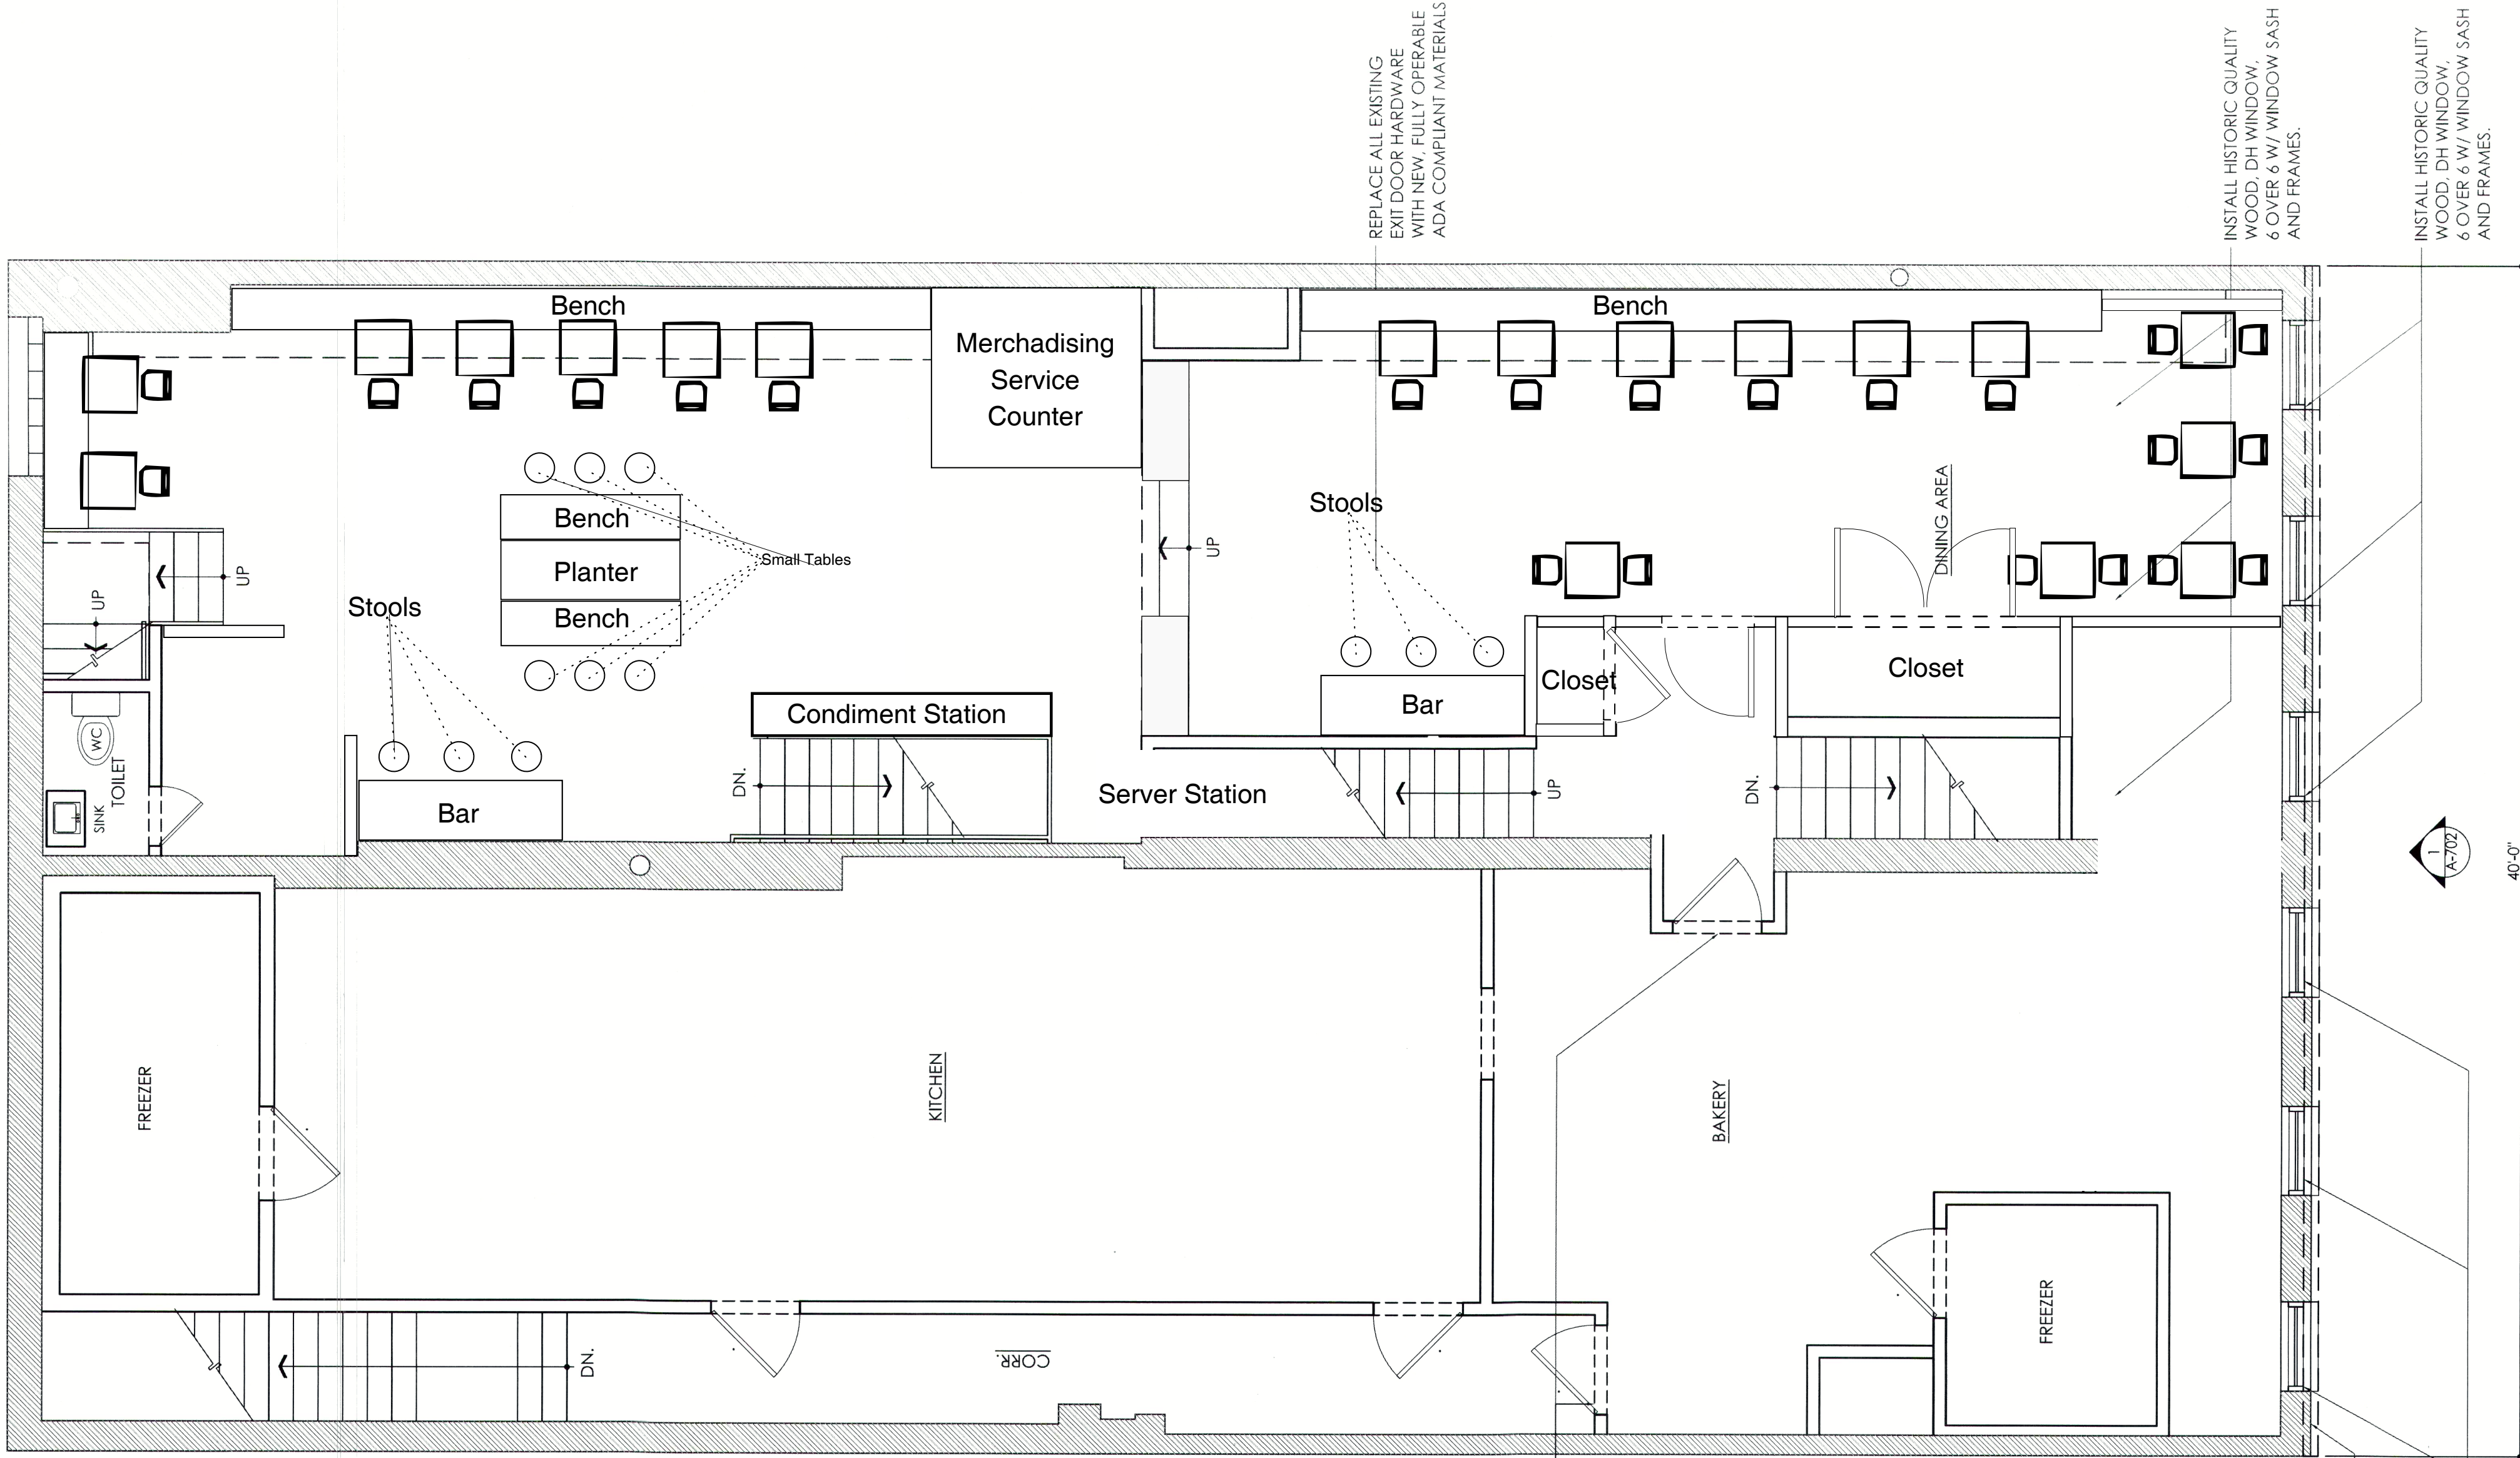 REPLACE ALL EXISTING
EXIT DOOR HARDWARE
WITH NEW, FULLY OPERABLE
ADA COMPLIANT MATERIALS
INSTALL HISTORIC QUALITY
WOOD, DH WINDOW,
6 OVER 6 W/ WINDOW SASH
AND FRAMES.
INSTALL HISTORIC QUALITY
WOOD, DH WINDOW,
6 OVER 6 W/ WINDOW SASH
AND FRAMES.
Bench
Bench
Merchadising
Service
Counter
Stools
DINING AREA
Bench
Planter
Bench
Small Tables
UP
UP
UP
Stools
Closet
Closet
Bar
Condiment Station
WC
TOILET
SINK
Bar
DN.
Server Station
UP
DN.
1
A-702
40'-0"
FREEZER
KITCHEN
BAKERY
FREEZER
DN.
CORR.